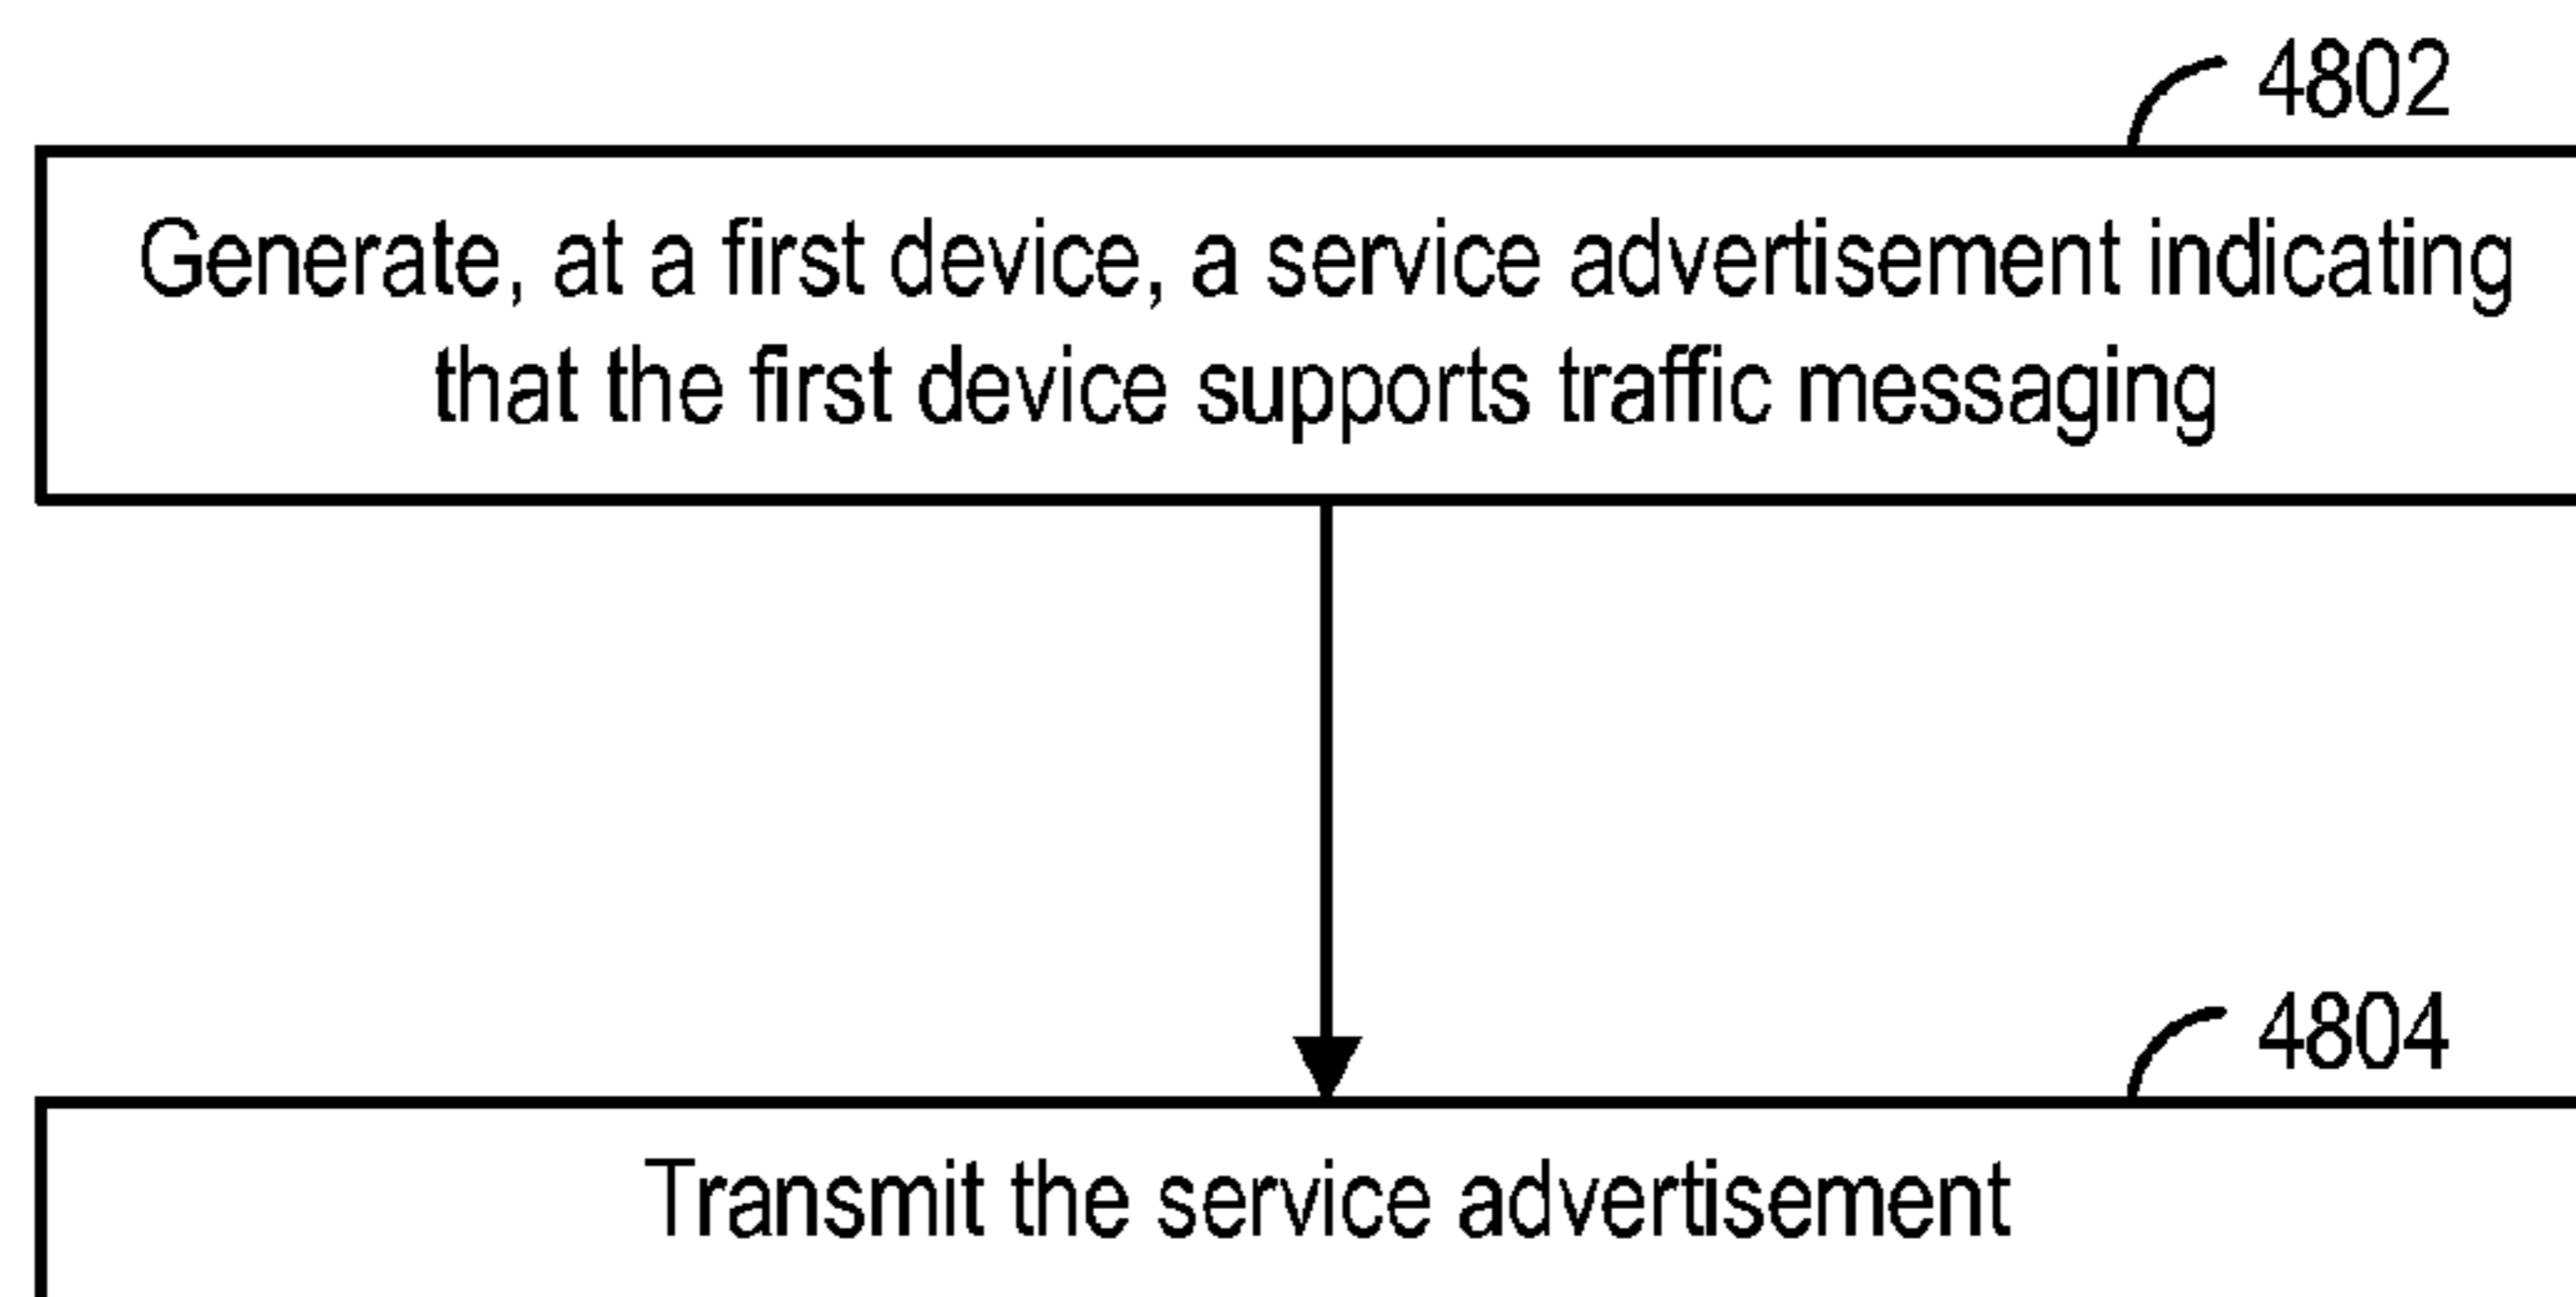 4802
Generate, at a first device, a service advertisement indicating
that the first device supports traffic messaging
4804
Transmit the service advertisement